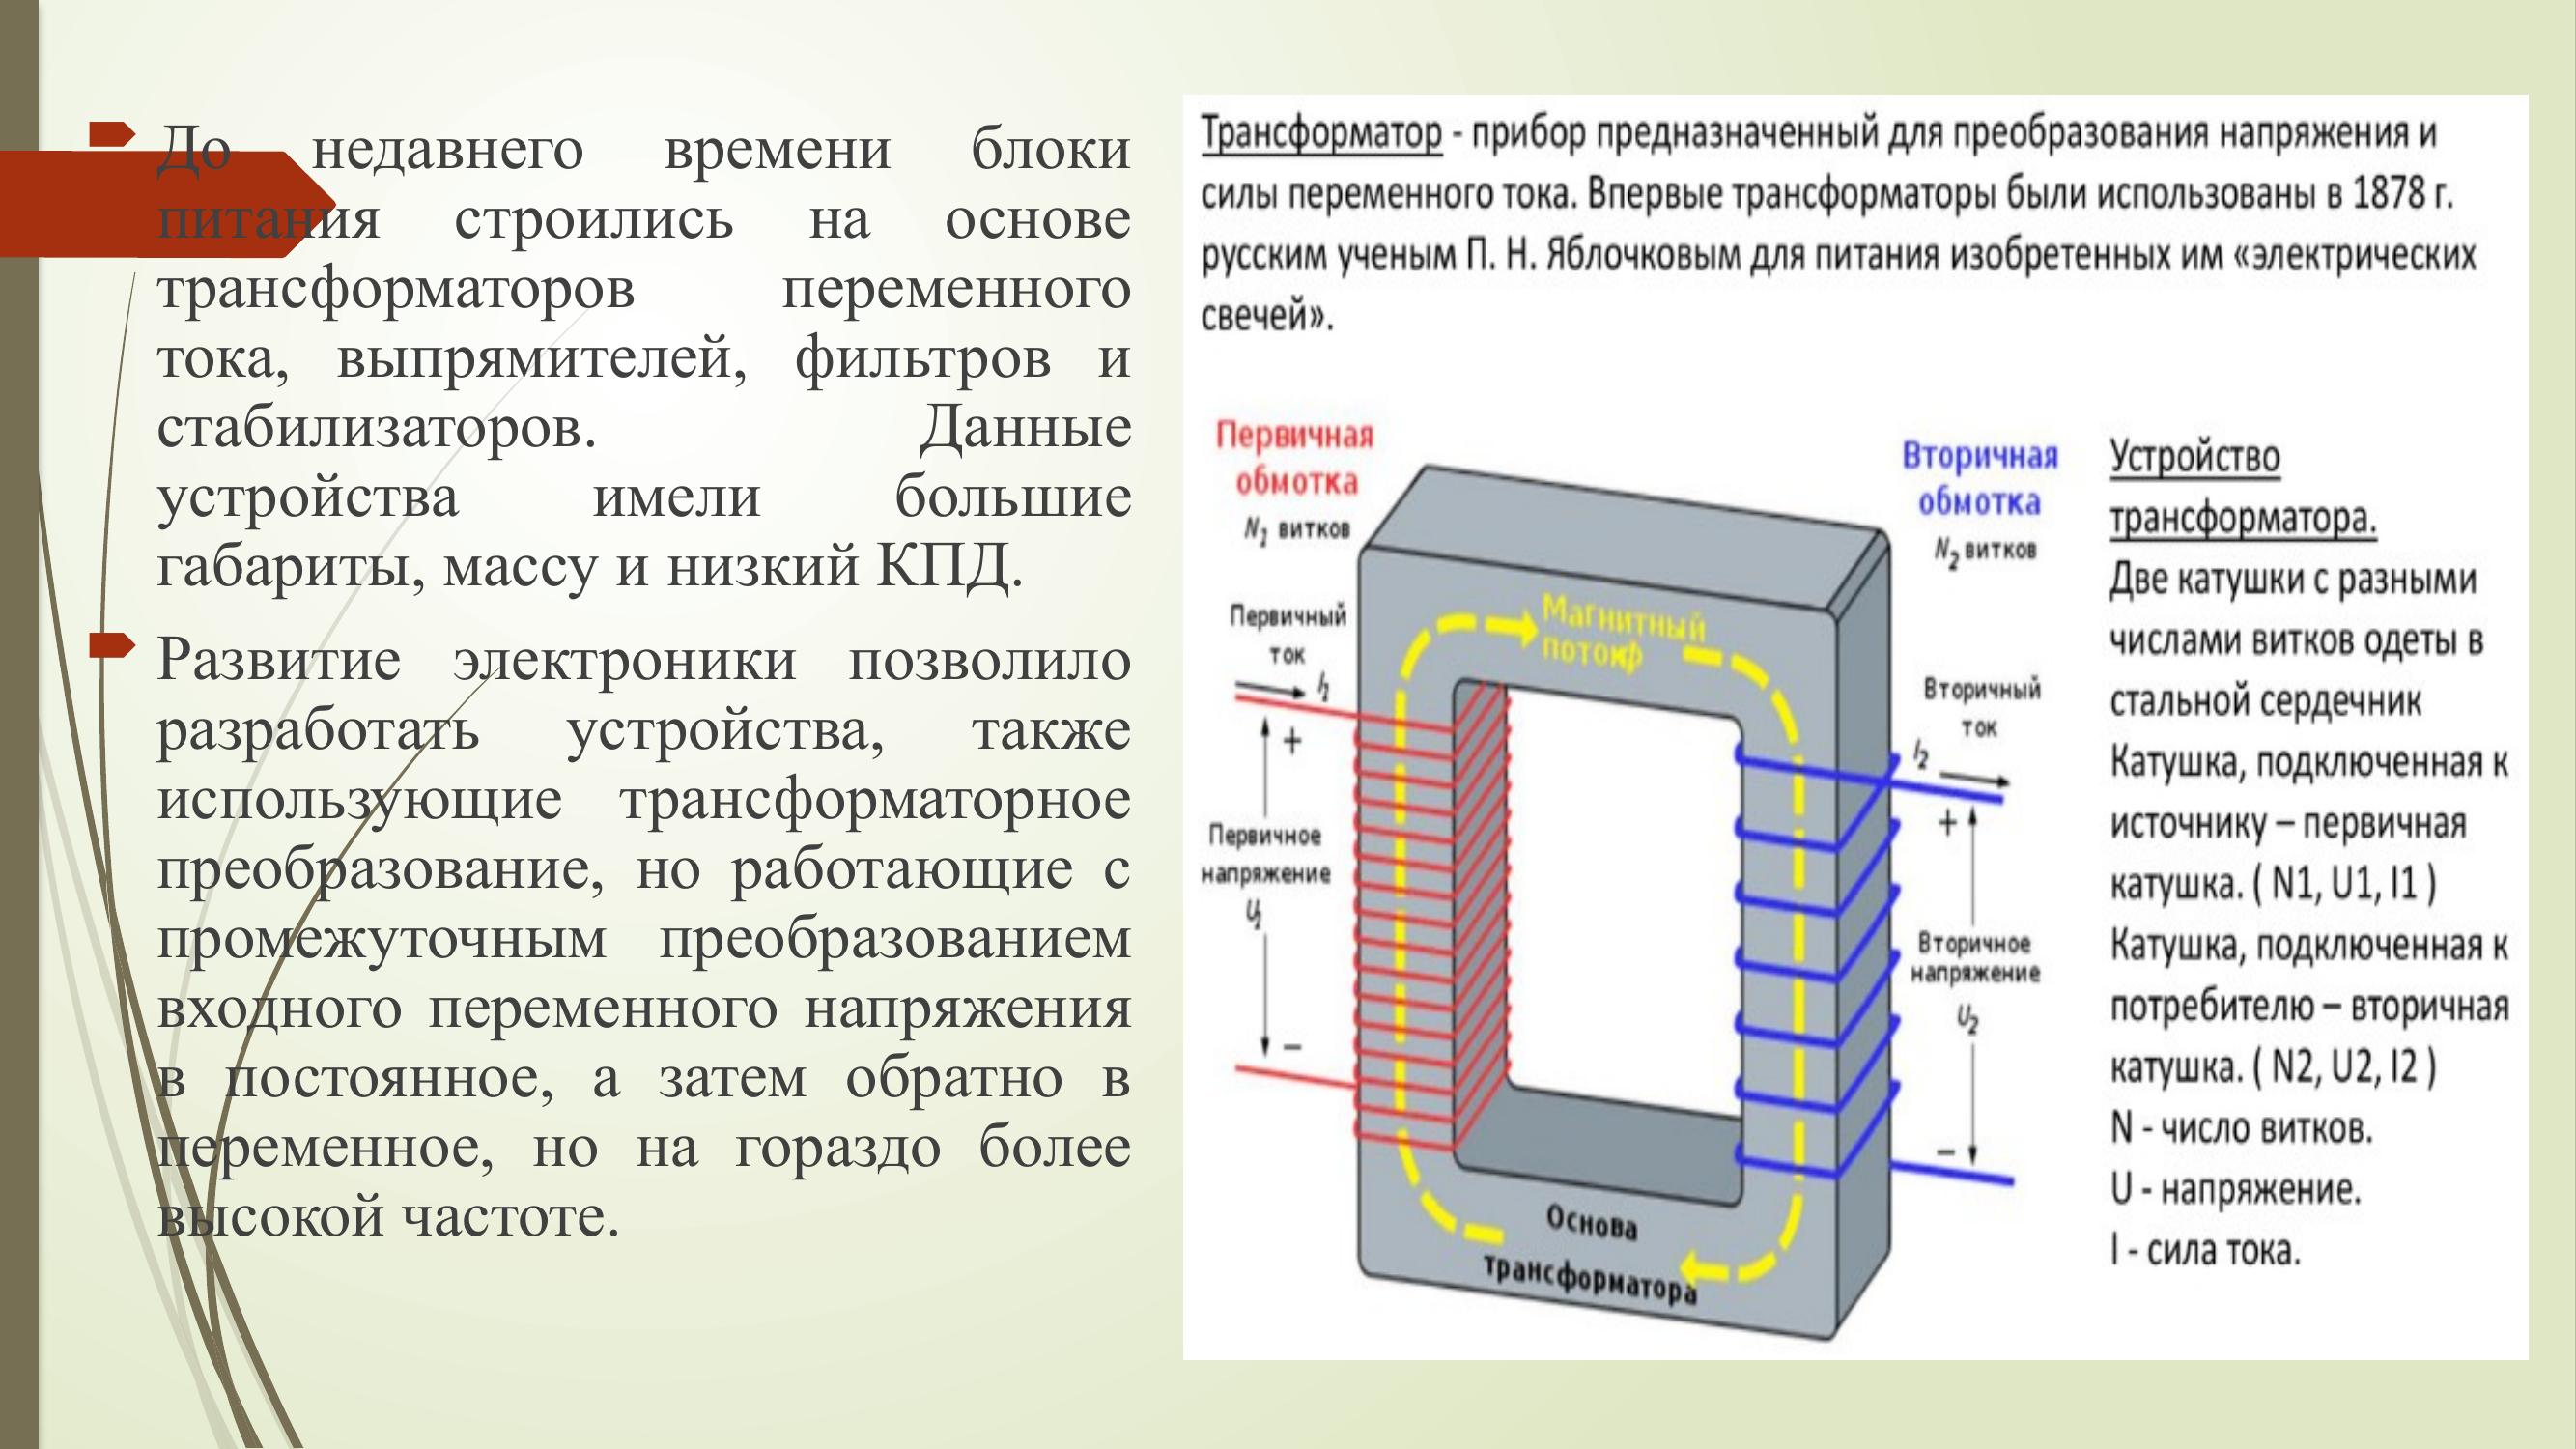 До недавнего времени блоки
питания строились на основе
трансформаторов переменного
тока, выпрямителей, фильтров и
стабилизаторов. Данные
устройства имели большие
габариты, массу и низкий КПД.
Развитие электроники позволило
разработать устройства, также
использующие трансформаторное
преобразование, но работающие с
промежуточным преобразованием
входного переменного напряжения
в постоянное, а затем обратно в
переменное, но на гораздо более
высокой частоте.
Трансформатор - прибор предназначенный для преобразования напряжения и
силы переменного тока. Впервые трансформаторы были использованы в 1878 г.
русским ученым П. Н. Яблочковым для питания изобретенных им «электрических
свечей».
Первичная
обмотка
N1 витков
Первичный
ток
I1
+
Первичное
напряжение
U1
–
Магнитный
поток φ
Основа
трансформатора
Вторичная
обмотка
N2 витков
Вторичный
ток
I2
+
Вторичное
напряжение
U2
–
Устройство
трансформатора.
Две катушки с разными
числами витков одеты в
стальной сердечник
Катушка, подключенная к
источнику – первичная
катушка. ( N1, U1, I1 )
Катушка, подключенная к
потребителю – вторичная
катушка. ( N2, U2, I2 )
N - число витков.
U - напряжение.
I - сила тока.